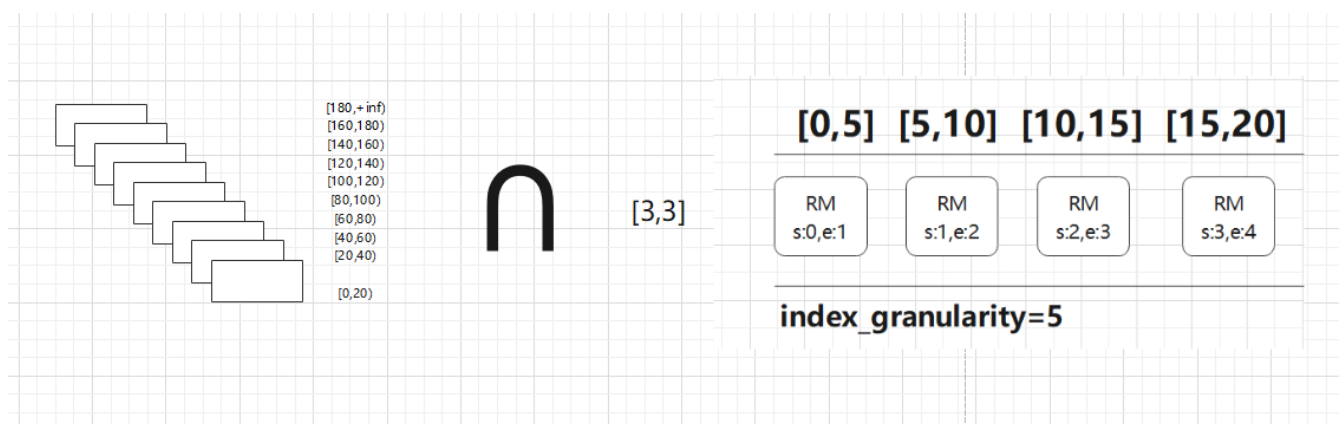 [180,+inf)
[160,180)
[140,160)
[120,140)
[100,120)
[80,100)
[60,80)
[40,60)
[20,40)
[0,20)
∩
[3,3]
[0,5] [5,10] [10,15] [15,20]
RM RM RM RM
s:0,e:1 s:1,e:2 s:2,e:3 s:3,e:4
index_granularity=5